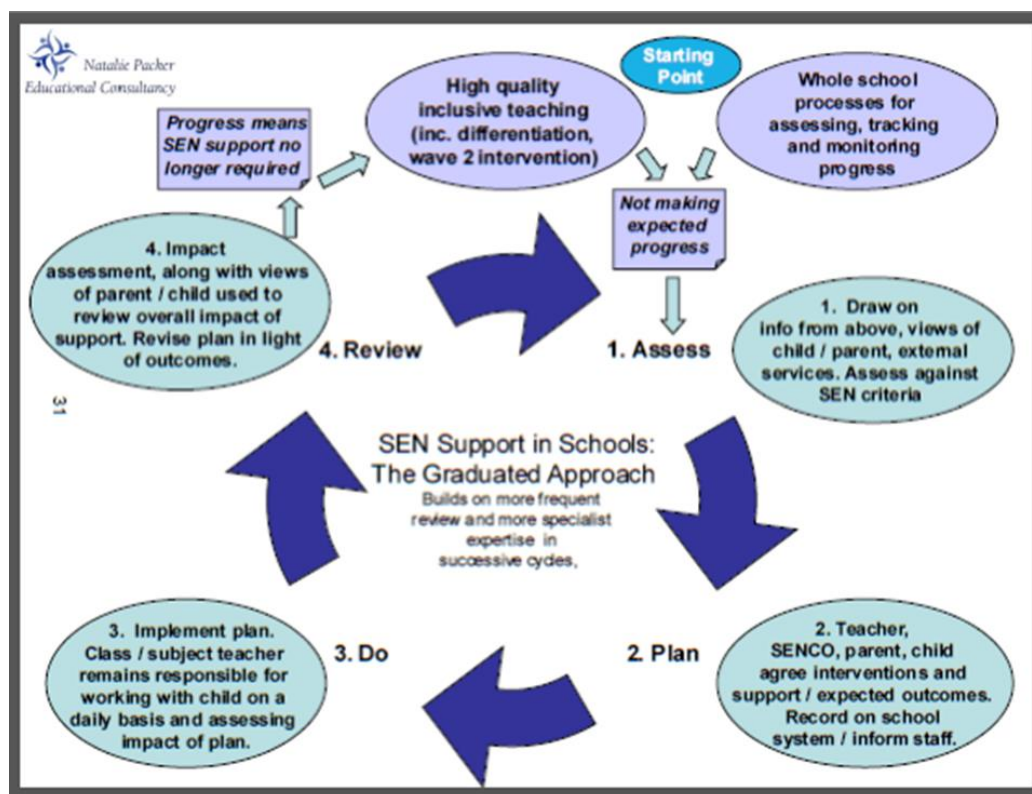 Natalie Packer
Educational Consultancy
Starting
Point
High quality
inclusive teaching
(inc. differentiation,
wave 2 intervention)
Whole school
processes for
assessing, tracking
and monitoring
progress
Progress means
SEN support no
longer required
Not making
expected
progress
4. Impact
assessment, along with views
of parent / child used to
review overall impact of
support. Revise plan in light
of outcomes.
4. Review
1. Assess
1. Draw on
info from above, views of
child / parent, external
services. Assess against
SEN criteria
31
SEN Support in Schools:
The Graduated Approach
Builds on more frequent
review and more specialist
expertise in
successive cycles,
3. Implement plan.
Class / subject teacher
remains responsible for
working with child on a
daily basis and assessing
impact of plan.
3. Do
2. Plan
2. Teacher,
SENCO, parent, child
agree interventions and
support / expected outcomes.
Record on school
system / inform staff.